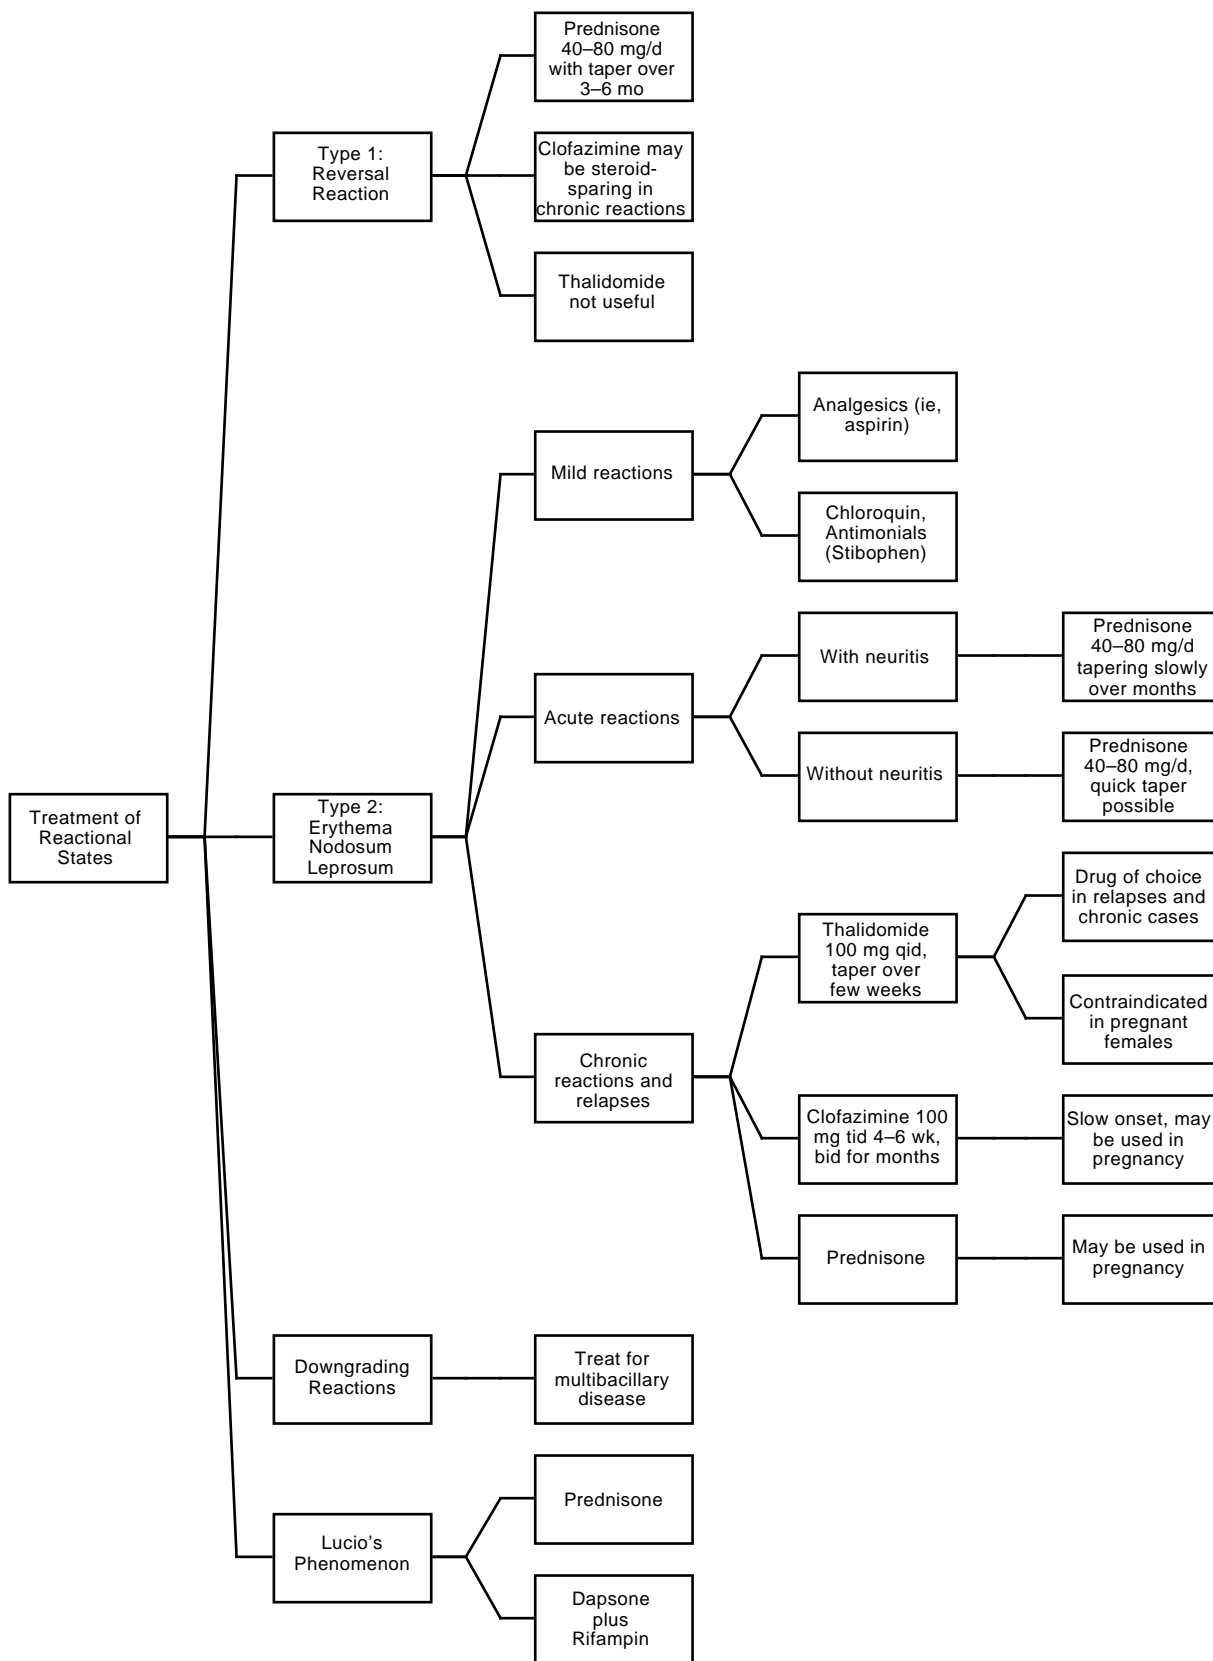 Prednisone
40–80 mg/d
with taper over
3–6 mo
Type 1:
Reversal
Reaction
Clofazimine may
be steroid-
sparing in
chronic reactions
Thalidomide
not useful
Analgesics (ie,
aspirin)
Mild reactions
Chloroquin,
Antimonials
(Stibophen)
With neuritis
Prednisone
40–80 mg/d
tapering slowly
over months
Acute reactions
Without neuritis
Prednisone
40–80 mg/d,
quick taper
possible
Treatment of
Reactional
States
Type 2:
Erythema
Nodosum
Leprosum
Drug of choice
in relapses and
chronic cases
Thalidomide
100 mg qid,
taper over
few weeks
Contraindicated
in pregnant
females
Chronic
reactions and
relapses
Clofazimine 100
mg tid 4–6 wk,
bid for months
Slow onset, may
be used in
pregnancy
Prednisone
May be used in
pregnancy
Downgrading
Reactions
Treat for
multibacillary
disease
Prednisone
Lucio’s
Phenomenon
Dapsone
plus
Rifampin